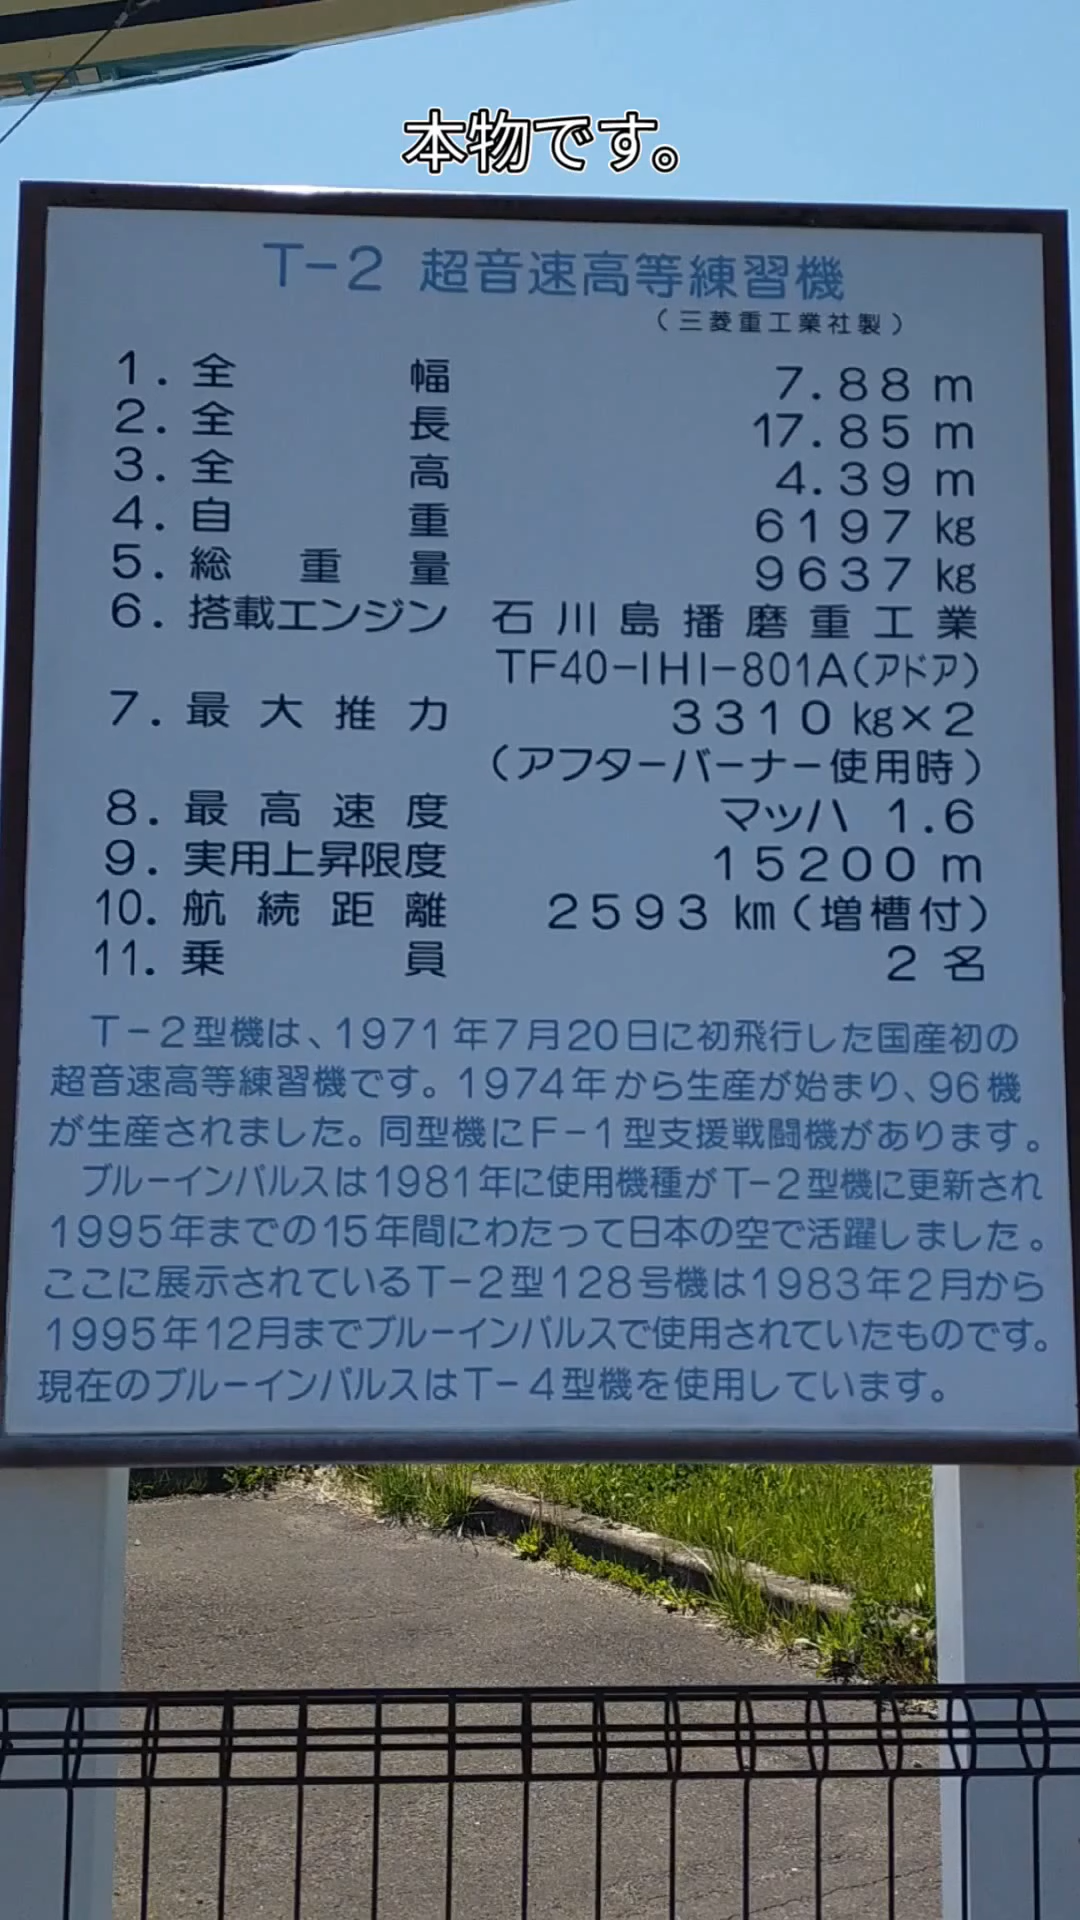 本物です。
T-2 超音速高等練習機
(三菱重工業社製)
1. 全幅 7.88 m
2. 全長 17.85 m
3. 全高 4.39 m
4. 自重 6197 kg
5. 総重量 9637 kg
6. 搭載エンジン 石川島播磨重工業
TF40-IHI-801A(アドア)
7. 最大推力 3310 kg×2
(アフターバーナー使用時)
8. 最高速度 マッハ 1.6
9. 実用上昇限度 15200 m
10. 航続距離 2593 km(増槽付)
11. 乗員 2名
T-2型機は、1971年7月20日に初飛行した国産初の
超音速高等練習機です。1974年から生産が始まり、96機
が生産されました。同型機にF-1型支援戦闘機があります。
ブルーインパルスは1981年に使用機種がT-2型機に更新され
1995年までの15年間にわたって日本の空で活躍しました。
ここに展示されているT-2型128号機は1983年2月から
1995年12月までブルーインパルスで使用されていたものです。
現在のブルーインパルスはT-4型機を使用しています。